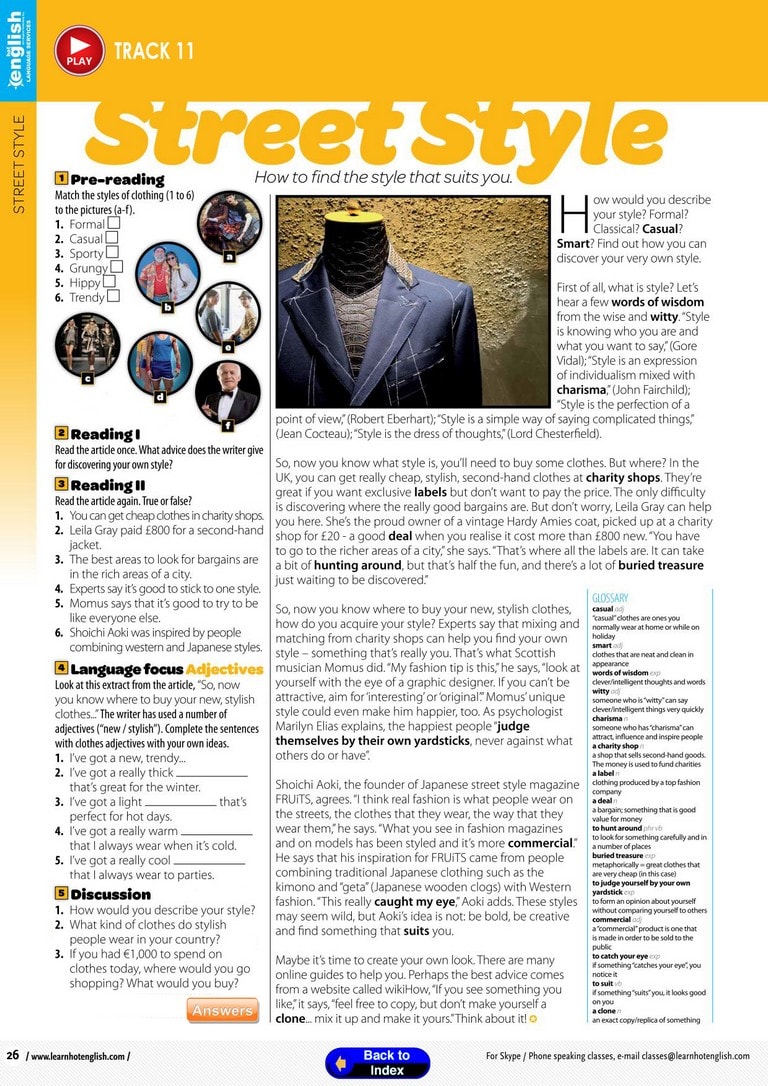 english
LANGUAGE SERVICES
PLAY
TRACK 11
STREET STYLE
Street Style
How to find the style that suits you.
1 Pre-reading
Match the styles of clothing (1 to 6)
to the pictures (a-f).
1. Formal
2. Casual
3. Sporty
4. Grungy
5. Hippy
6. Trendy
a
b
e
c
d
f
2 Reading I
Read the article once. What advice does the writer give
for discovering your own style?
3 Reading II
Read the article again. True or false?
1. You can get cheap clothes in charity shops.
2. Leila Gray paid £800 for a second-hand
jacket.
3. The best areas to look for bargains are
in the rich areas of a city.
4. Experts say it's good to stick to one style.
5. Momus says that it's good to try to be
like everyone else.
6. Shoichi Aoki was inspired by people
combining western and Japanese styles.
4 Language focus Adjectives
Look at this extract from the article, "So, now
you know where to buy your new, stylish
clothes..." The writer has used a number of
adjectives ("new / stylish"). Complete the sentences
with clothes adjectives with your own ideas.
1. I've got a new, trendy...
2. I've got a really thick ____________
that's great for the winter.
3. I've got a light ____________ that's
perfect for hot days.
4. I've got a really warm ____________
that I always wear when it's cold.
5. I've got a really cool ____________
that I always wear to parties.
5 Discussion
1. How would you describe your style?
2. What kind of clothes do stylish
people wear in your country?
3. If you had €1,000 to spend on
clothes today, where would you go
shopping? What would you buy?
Answers
How would you describe
your style? Formal?
Classical? Casual?
Smart? Find out how you can
discover your very own style.
First of all, what is style? Let's
hear a few words of wisdom
from the wise and witty. "Style
is knowing who you are and
what you want to say," (Gore
Vidal); "Style is an expression
of individualism mixed with
charisma," (John Fairchild);
"Style is the perfection of a
point of view," (Robert Eberhart); "Style is a simple way of saying complicated things,"
(Jean Cocteau); "Style is the dress of thoughts," (Lord Chesterfield).
So, now you know what style is, you'll need to buy some clothes. But where? In the
UK, you can get really cheap, stylish, second-hand clothes at charity shops. They're
great if you want exclusive labels but don't want to pay the price. The only difficulty
is discovering where the really good bargains are. But don't worry, Leila Gray can help
you here. She's the proud owner of a vintage Hardy Amies coat, picked up at a charity
shop for £20 - a good deal when you realise it cost more than £800 new. "You have
to go to the richer areas of a city," she says. "That's where all the labels are. It can take
a bit of hunting around, but that's half the fun, and there's a lot of buried treasure
just waiting to be discovered."
So, now you know where to buy your new, stylish clothes,
how do you acquire your style? Experts say that mixing and
matching from charity shops can help you find your own
style – something that's really you. That's what Scottish
musician Momus did. "My fashion tip is this," he says, "look at
yourself with the eye of a graphic designer. If you can't be
attractive, aim for 'interesting' or 'original'." Momus' unique
style could even make him happier, too. As psychologist
Marilyn Elias explains, the happiest people "judge
themselves by their own yardsticks, never against what
others do or have".
Shoichi Aoki, the founder of Japanese street style magazine
FRUiTS, agrees. "I think real fashion is what people wear on
the streets, the clothes that they wear, the way that they
wear them," he says. "What you see in fashion magazines
and on models has been styled and it's more commercial."
He says that his inspiration for FRUiTS came from people
combining traditional Japanese clothing such as the
kimono and "geta" (Japanese wooden clogs) with Western
fashion. "This really caught my eye," Aoki adds. These styles
may seem wild, but Aoki's idea is not: be bold, be creative
and find something that suits you.
Maybe it's time to create your own look. There are many
online guides to help you. Perhaps the best advice comes
from a website called wikiHow, "If you see something you
like," it says, "feel free to copy, but don't make yourself a
clone... mix it up and make it yours." Think about it!
GLOSSARY
casual adj
"casual" clothes are ones you
normally wear at home or while on
holiday
smart adj
clothes that are neat and clean in
appearance
words of wisdom exp
clever/intelligent thoughts and words
witty adj
someone who is "witty" can say
clever/intelligent things very quickly
charisma n
someone who has "charisma" can
attract, influence and inspire people
a charity shop n
a shop that sells second-hand goods.
The money is used to fund charities
a label n
clothing produced by a top fashion
company
a deal n
a bargain; something that is good
value for money
to hunt around phr vb
to look for something carefully and in
a number of places
buried treasure exp
metaphorically = great clothes that
are very cheap (in this case)
to judge yourself by your own
yardstick exp
to form an opinion about yourself
without comparing yourself to others
commercial adj
a "commercial" product is one that
is made in order to be sold to the
public
to catch your eye exp
if something "catches your eye", you
notice it
to suit vb
if something "suits" you, it looks good
on you
a clone n
an exact copy/replica of something
26 / www.learnhotenglish.com /
Back to
Index
For Skype / Phone speaking classes, e-mail classes@learnhotenglish.com